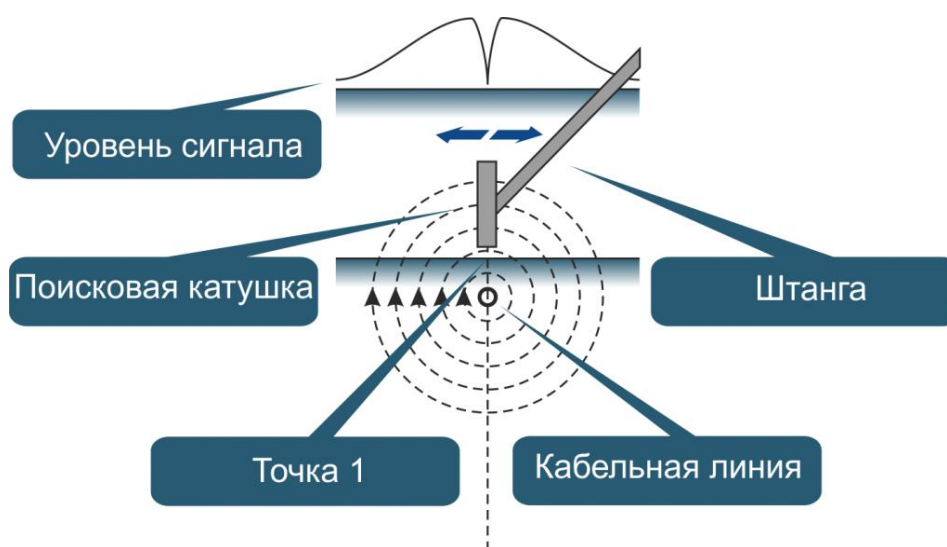 Уровень сигнала
Поисковая катушка
Штанга
Точка 1
Кабельная линия